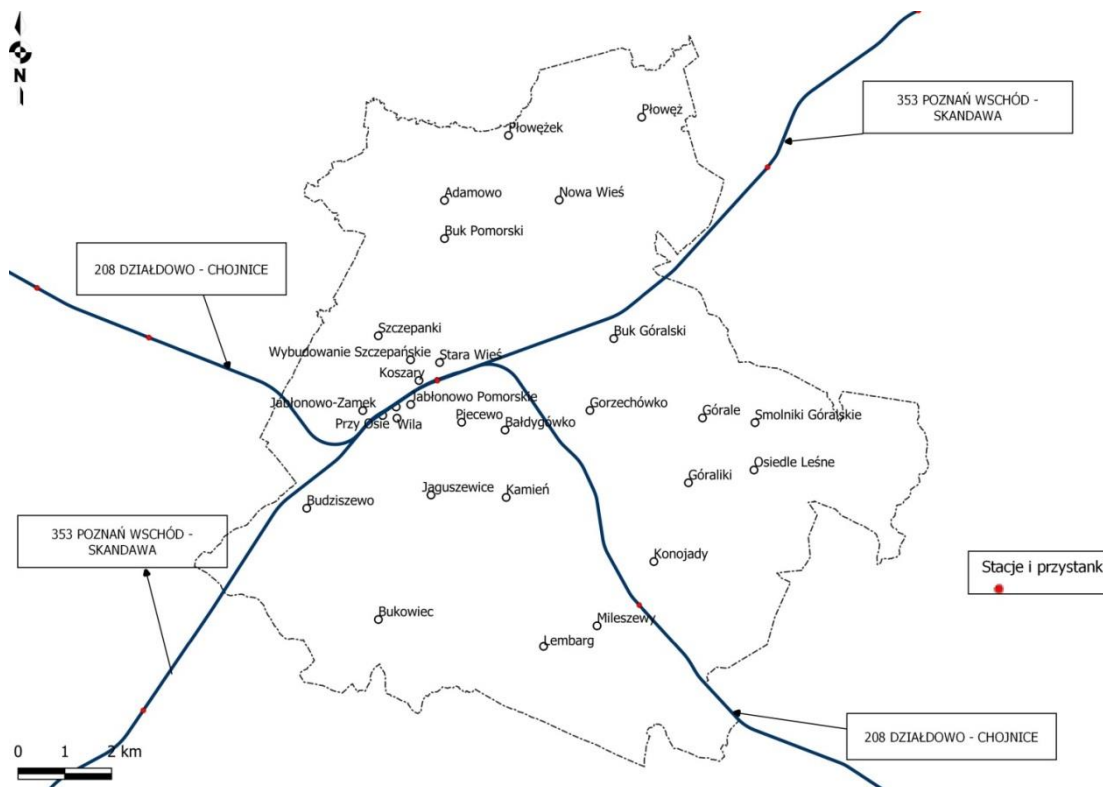 N
353 POZNAŃ WSCHÓD -
SKANDAWA
Płowęż
Płowężek
Adamowo
Nowa Wieś
Buk Pomorski
208 DZIAŁDOWO - CHOJNICE
Szczepanki
Buk Góralski
Wybudowanie Szczepańskie
Stara Wieś
Koszary
Jabłonowo-Zamek
Jabłonowo Pomorskie
Gorzechówko
Górale
Smolniki Góralskie
Przy Osie
Wila
Piecewo
Bałdygówko
Osiedle Leśne
Góraliki
Jaguszewice
Kamień
Budziszewo
353 POZNAŃ WSCHÓD -
SKANDAWA
Konojady
Stacje i przystank
Bukowiec
Mileszewy
Lembarg
208 DZIAŁDOWO - CHOJNICE
0 1 2 km